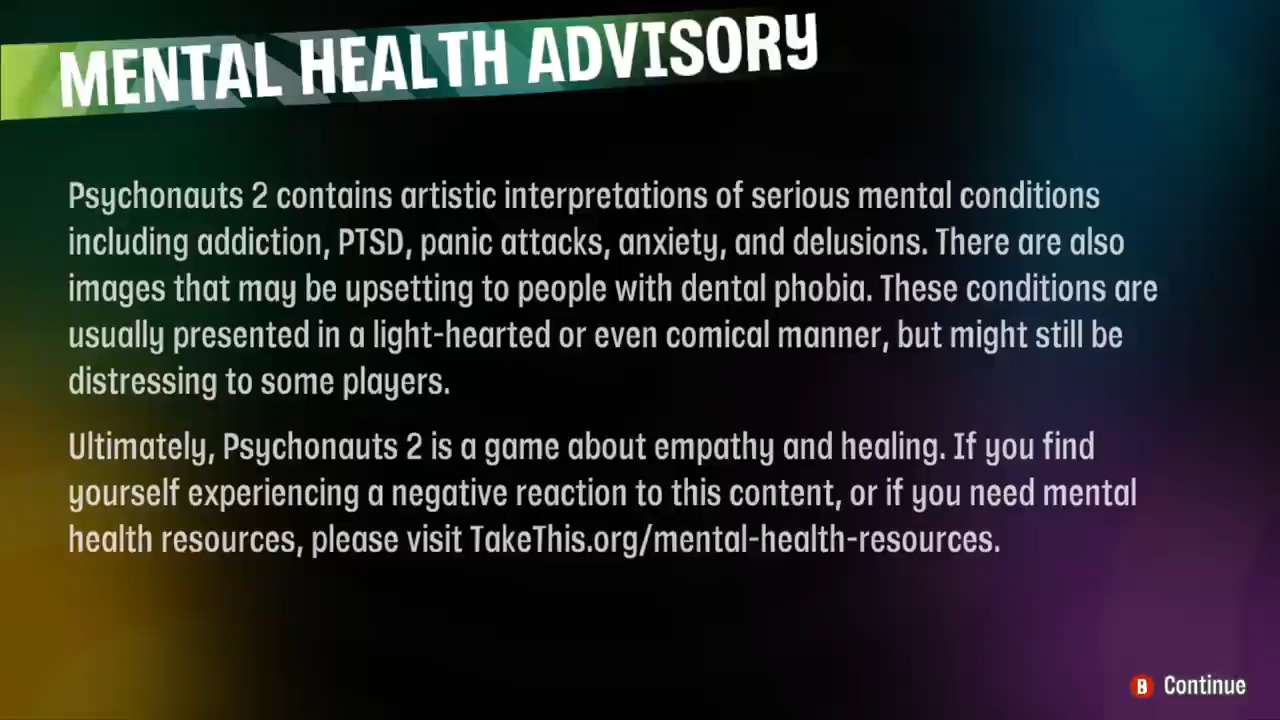 MENTAL HEALTH ADVISORY
Psychonauts 2 contains artistic interpretations of serious mental conditions
including addiction, PTSD, panic attacks, anxiety, and delusions. There are also
images that may be upsetting to people with dental phobia. These conditions are
usually presented in a light-hearted or even comical manner, but might still be
distressing to some players.
Ultimately, Psychonauts 2 is a game about empathy and healing. If you find
yourself experiencing a negative reaction to this content, or if you need mental
health resources, please visit TakeThis.org/mental-health-resources.
B Continue